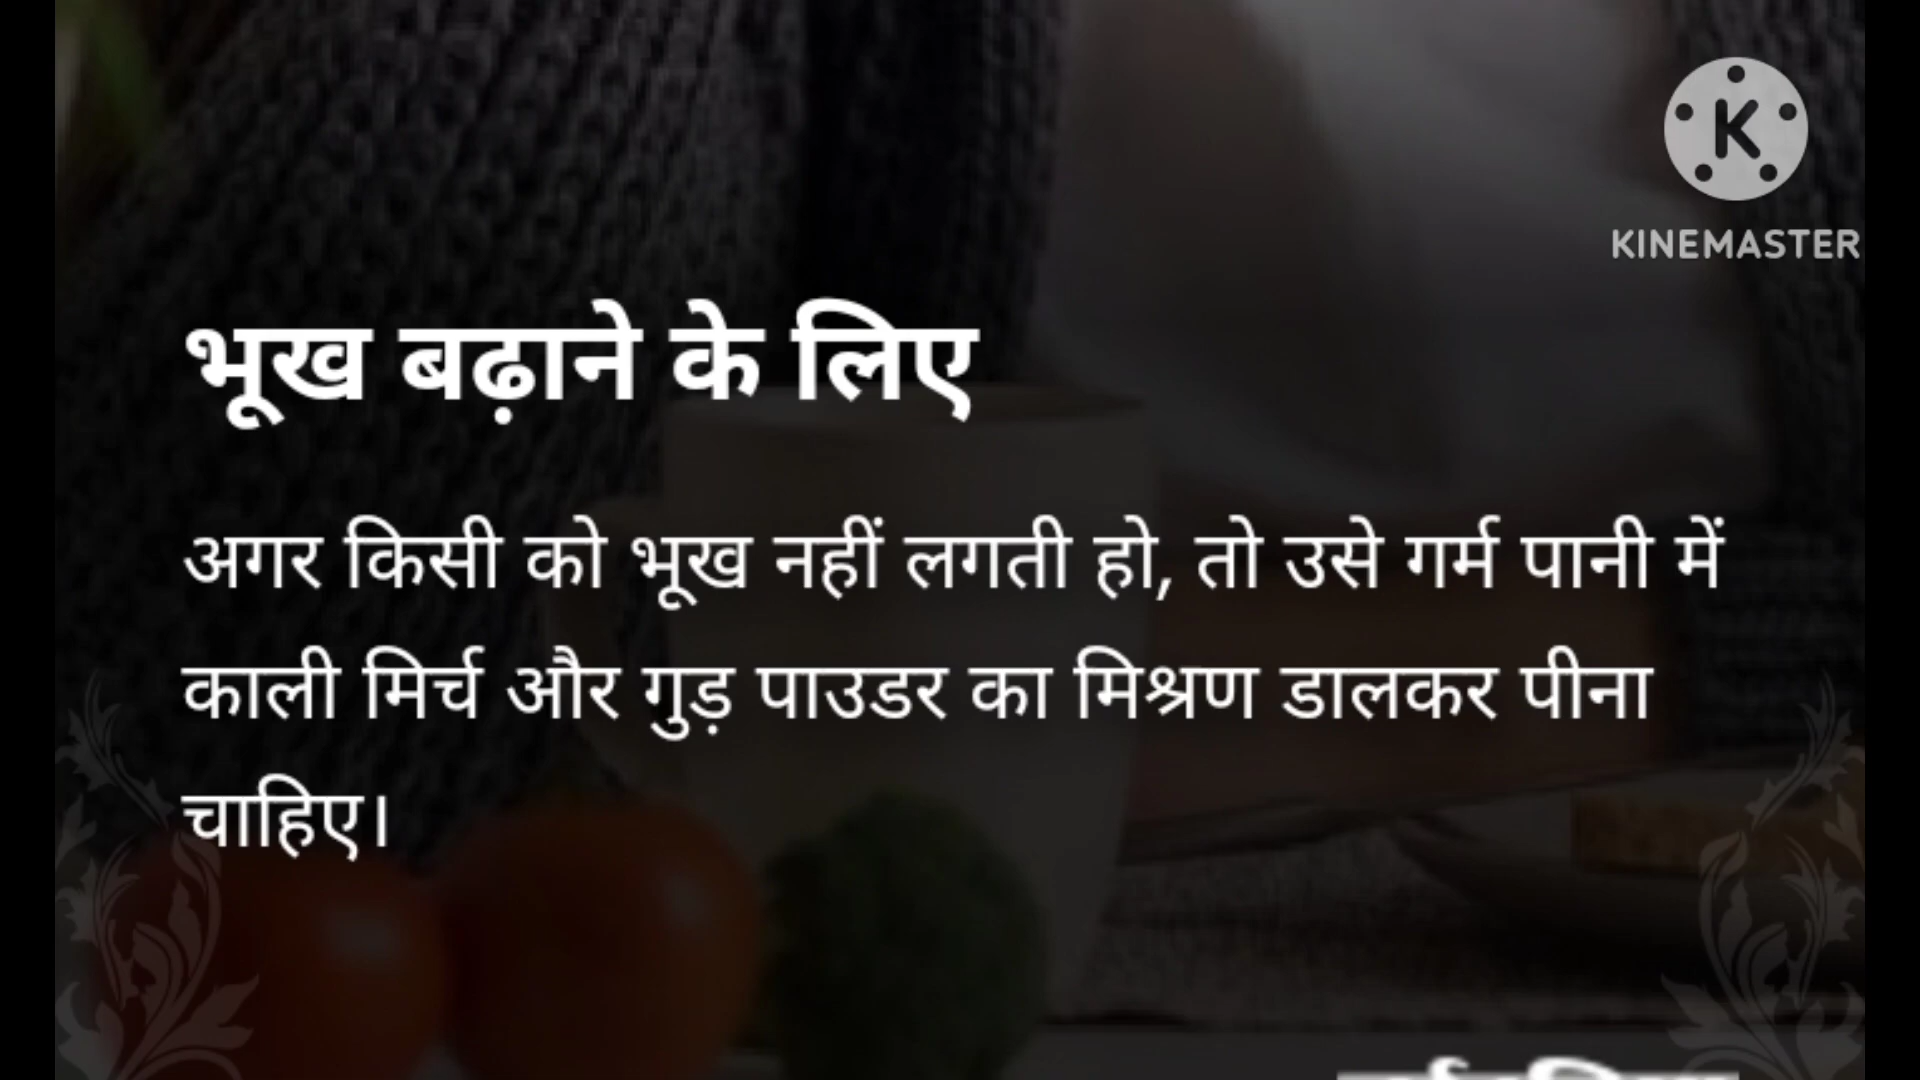 KINEMASTER
भूख बढ़ाने के लिए
अगर किसी को भूख नहीं लगती हो, तो उसे गर्म पानी में
काली मिर्च और गुड़ पाउडर का मिश्रण डालकर पीना
चाहिए।